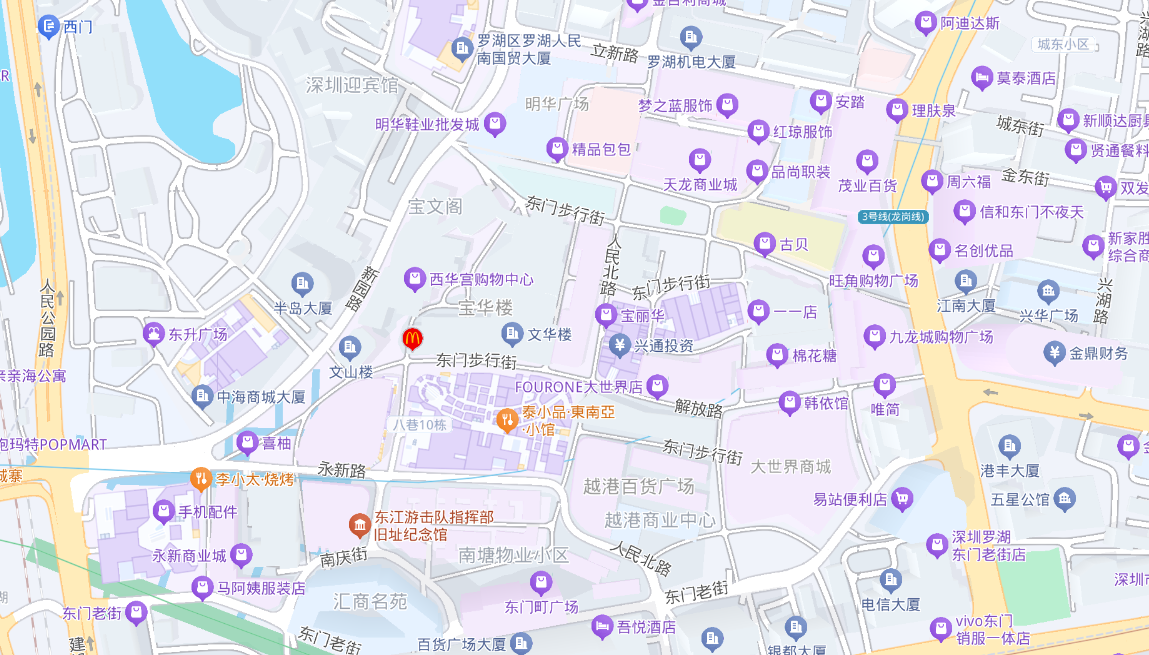 金百利商城
西门
罗湖区罗湖人民
南国贸大厦
立新路
罗湖机电大厦
阿迪达斯
城东小区
兴湖路
深圳迎宾馆
明华广场
梦之蓝服饰
安踏
理肤泉
莫泰酒店
明华鞋业批发城
精品包包
红琼服饰
城东街
新顺达厨具
贤通餐料
天龙商业城
品尚职装
茂业百货
周六福
金东街
双发
宝文阁
东门步行街
3号线(龙岗线)
信和东门不夜天
人民北路
古贝
名创优品
新家胜
综合商
新园路
西华宫购物中心
旺角购物广场
东门步行街
人民公园路
半岛大厦
宝华楼
江南大厦
兴华广场
兴湖路
宝丽华
一一店
东升广场
文华楼
兴通投资
九龙城购物广场
棉花糖
金鼎财务
文山楼
东门步行街
亲亲海公寓
FOURONE大世界店
中海商城大厦
解放路
韩依馆
唯简
八巷10栋
泰小品·東南亞
·小馆
泡玛特POPMART
喜柚
东门步行街
大世界商城
港丰大厦
城寨
李小太·烧烤
永新路
越港百货广场
易站便利店
五星公馆
手机配件
东江游击队指挥部
旧址纪念馆
越港商业中心
永新商业城
南庆街
南塘物业小区
人民北路
深圳罗湖
东门老街店
马阿姨服装店
汇商名苑
东门町广场
东门老街
电信大厦
深圳市
东门老街
东门老街
百货广场大厦
吾悦酒店
银都大厦
vivo东门
销服一体店
建